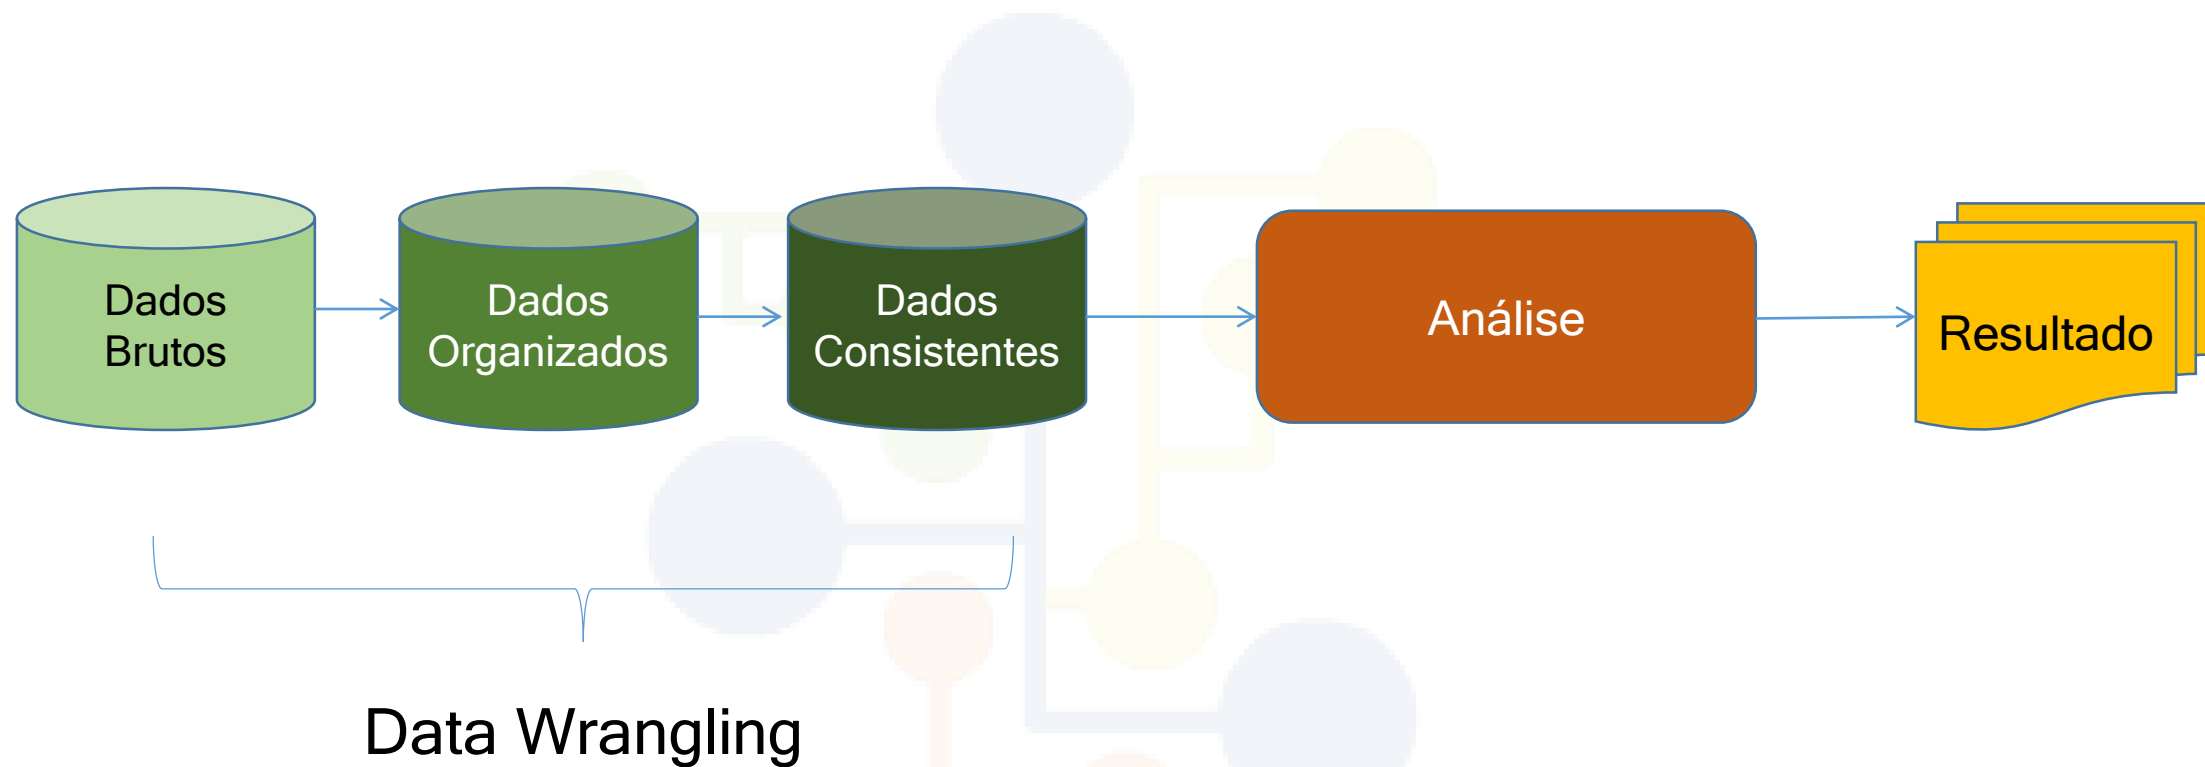 Dados
Brutos
Dados
Organizados
Dados
Consistentes
Análise
Resultado
Data Wrangling